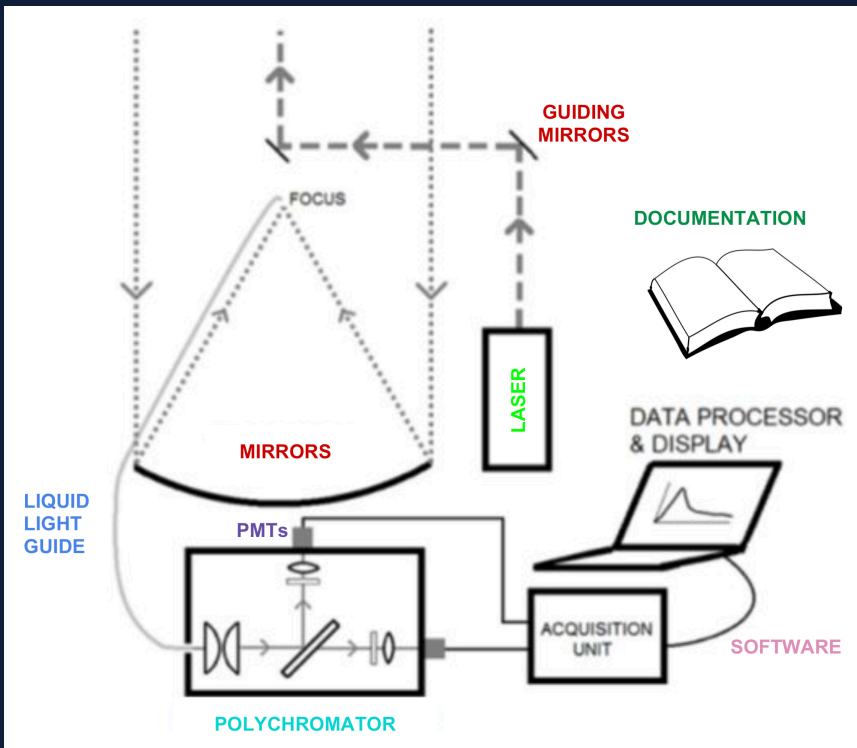 GUIDING
MIRRORS
FOCUS
DOCUMENTATION
LASER
DATA PROCESSOR
& DISPLAY
MIRRORS
LIQUID
LIGHT
GUIDE
PMTs
ACQUISITION
UNIT
SOFTWARE
POLYCHROMATOR